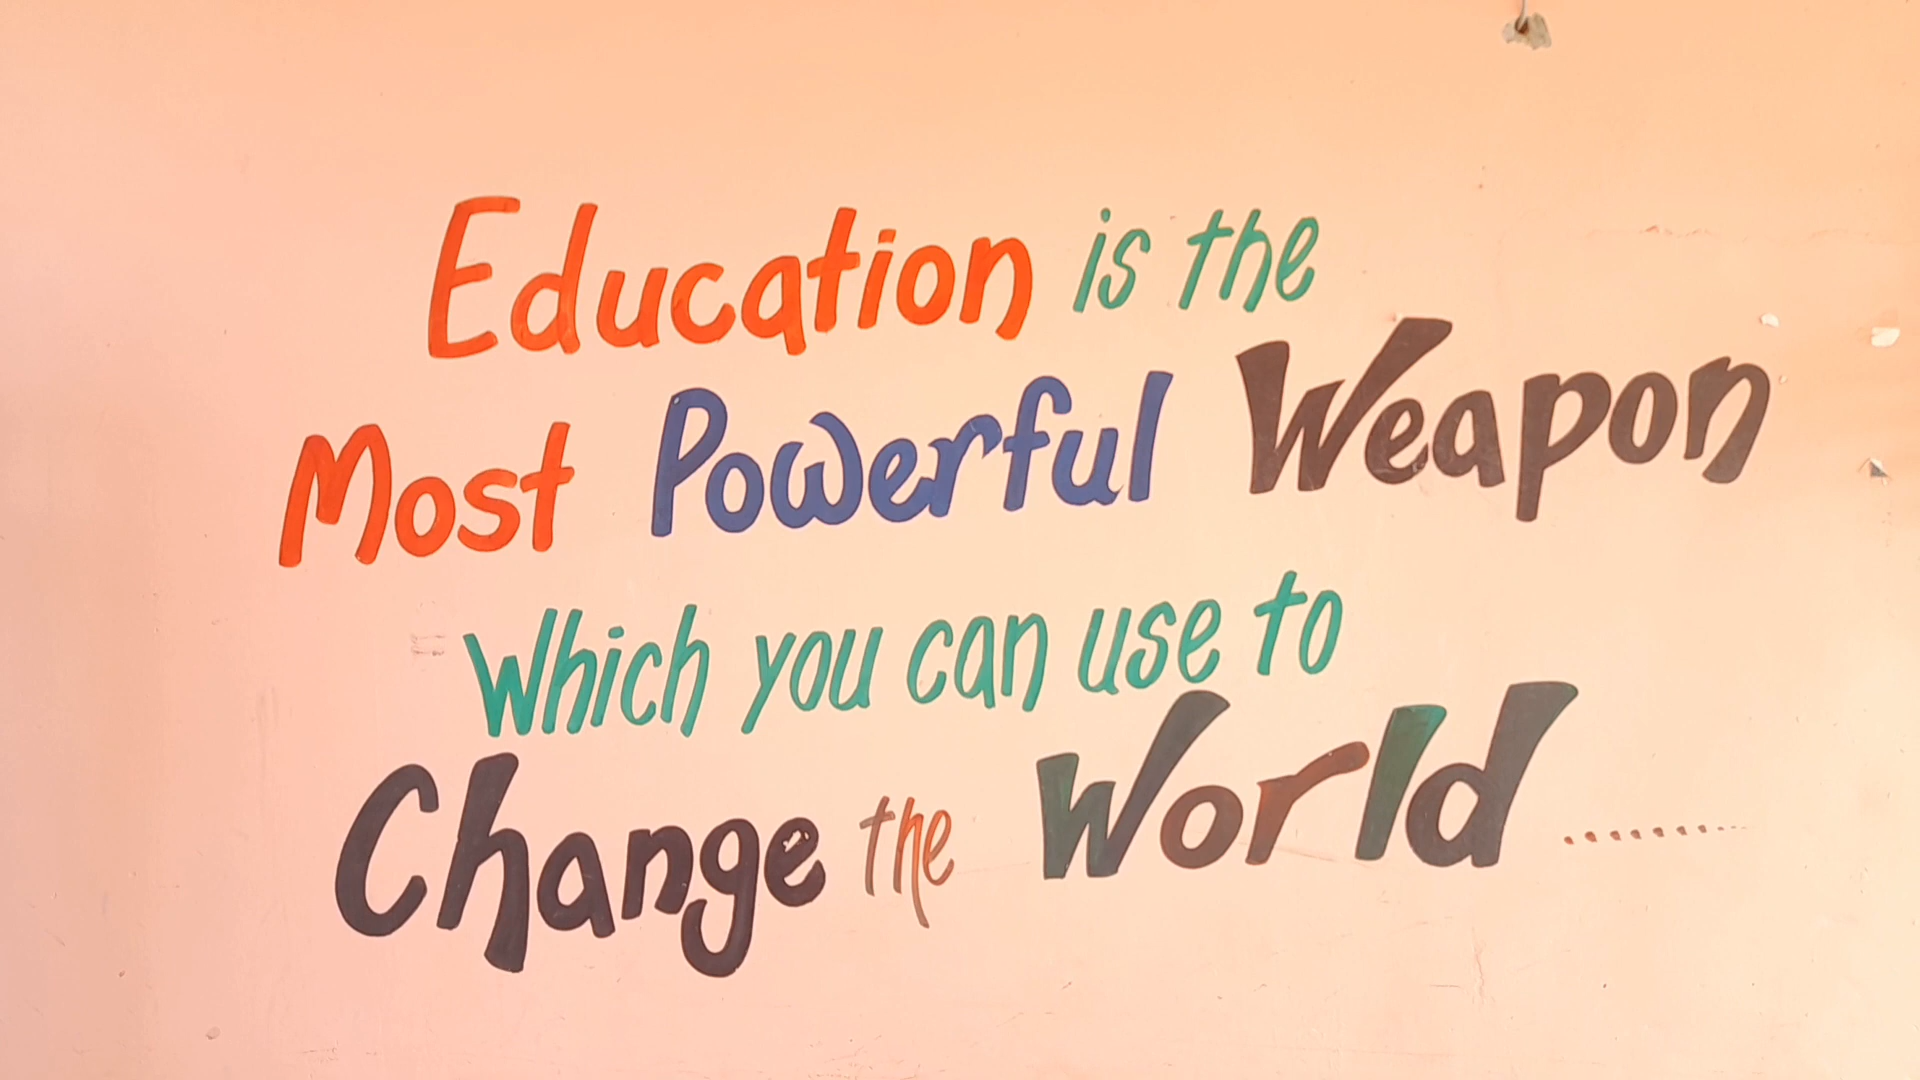 Education is the
Most Powerful Weapon
Which you can use to
Change the World .........